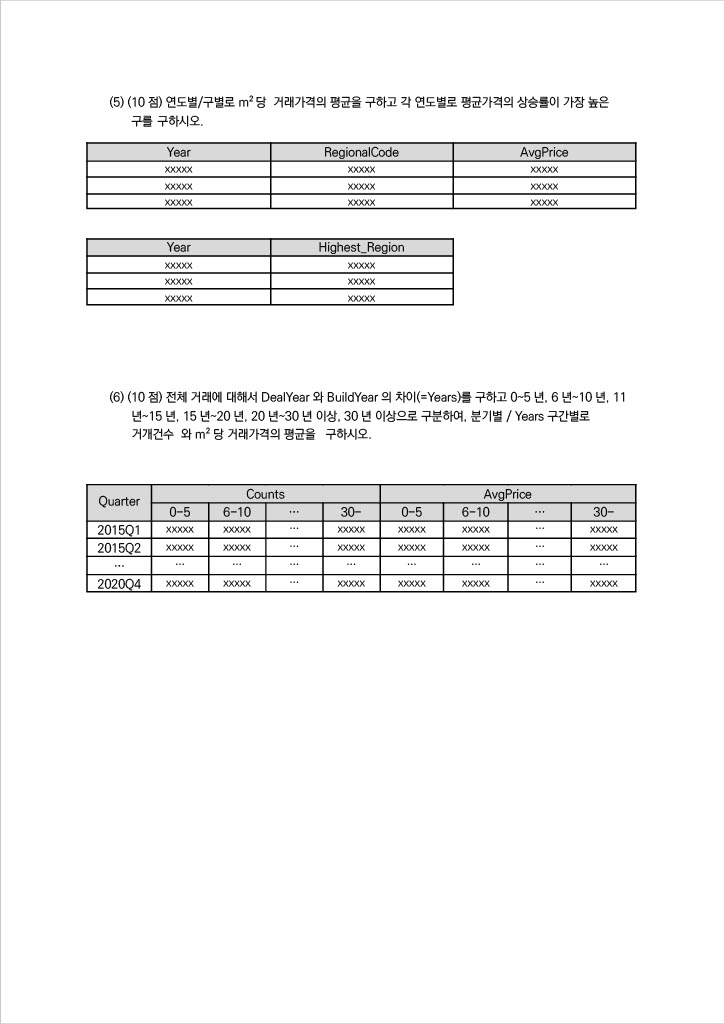 (5) (10 점) 연도별/구별로 m² 당 거래가격의 평균을 구하고 각 연도별로 평균가격의 상승률이 가장 높은
구를 구하시오.
Year RegionalCode AvgPrice
xxxxx xxxxx xxxxx
xxxxx xxxxx xxxxx
xxxxx xxxxx xxxxx
Year Highest_Region
xxxxx xxxxx
xxxxx xxxxx
xxxxx xxxxx
(6) (10 점) 전체 거래에 대해서 DealYear 와 BuildYear 의 차이(=Years)를 구하고 0~5 년, 6 년~10 년, 11
년~15 년, 15 년~20 년, 20 년~30 년 이상, 30 년 이상으로 구분하여, 분기별 / Years 구간별로
거개건수 와 m² 당 거래가격의 평균을 구하시오.
Quarter Counts AvgPrice
0-5 6-10 … 30- 0-5 6-10 … 30-
2015Q1 xxxxx xxxxx … xxxxx xxxxx xxxxx … xxxxx
2015Q2 xxxxx xxxxx … xxxxx xxxxx xxxxx … xxxxx
… … … … … … … … …
2020Q4 xxxxx xxxxx … xxxxx xxxxx xxxxx … xxxxx